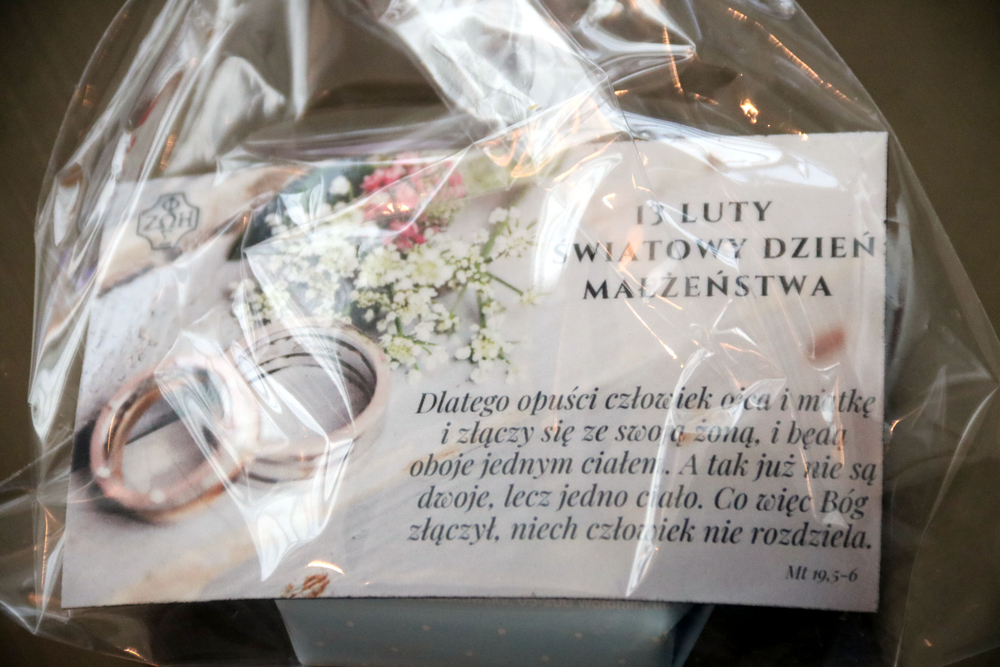 ZOH
13 LUTY
ŚWIATOWY DZIEŃ
MAŁŻEŃSTWA
Dlatego opuści człowiek ojca i matkę
i złączy się ze swoją żoną, i będą
oboje jednym ciałem. A tak już nie są
dwoje, lecz jedno ciało. Co więc Bóg
złączył, niech człowiek nie rozdziela.
Mt 19,5-6